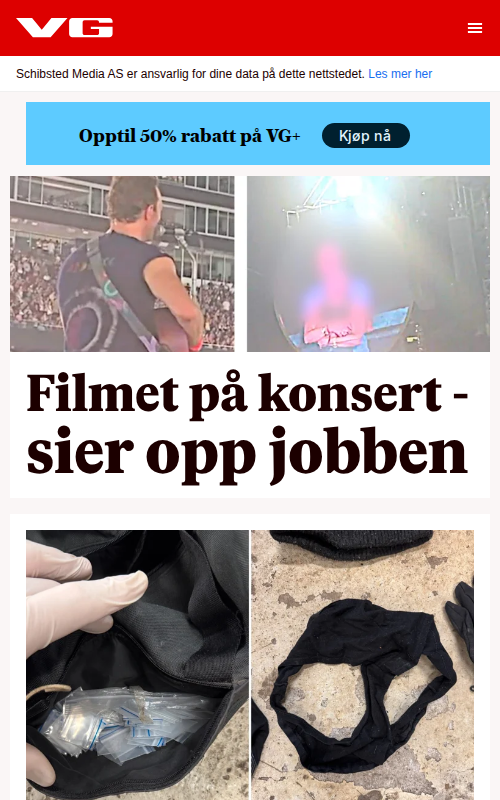 VG
Schibsted Media AS er ansvarlig for dine data på dette nettstedet. Les mer her
Opptil 50% rabatt på VG+ Kjøp nå
Filmet på konsert -
sier opp jobben